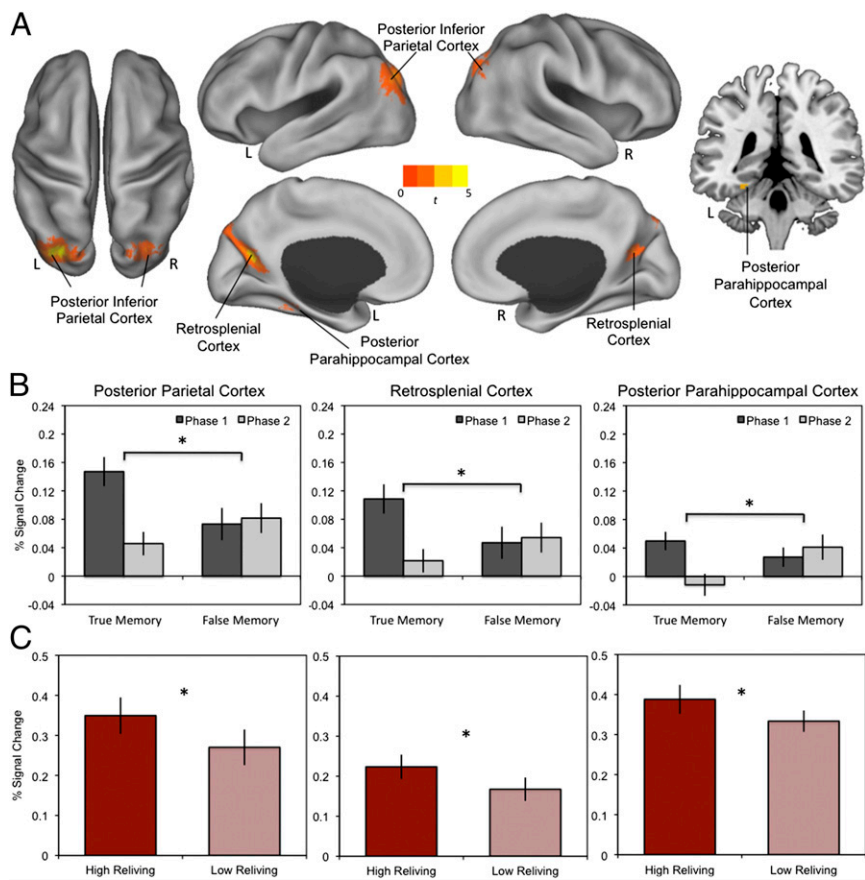 A
Posterior Inferior
Parietal Cortex
L
R
0
5
t
L
R
Posterior Inferior
Parietal Cortex
Retrosplenial
Cortex
L
Posterior
Parahippocampal Cortex
R
Retrosplenial
Cortex
L
Posterior
Parahippocampal
Cortex
B
Posterior Parietal Cortex
% Signal Change
0.24
0.2
0.16
0.12
0.08
0.04
0
-0.04
Phase 1 Phase 2
*
True Memory False Memory
Retrosplenial Cortex
0.24
0.2
0.16
0.12
0.08
0.04
0
-0.04
Phase 1 Phase 2
*
True Memory False Memory
Posterior Parahippocampal Cortex
0.24
0.2
0.16
0.12
0.08
0.04
0
-0.04
Phase 1 Phase 2
*
True Memory False Memory
C
% Signal Change
0.5
0.4
0.3
0.2
0.1
0
*
High Reliving Low Reliving
0.5
0.4
0.3
0.2
0.1
0
*
High Reliving Low Reliving
0.5
0.4
0.3
0.2
0.1
0
*
High Reliving Low Reliving